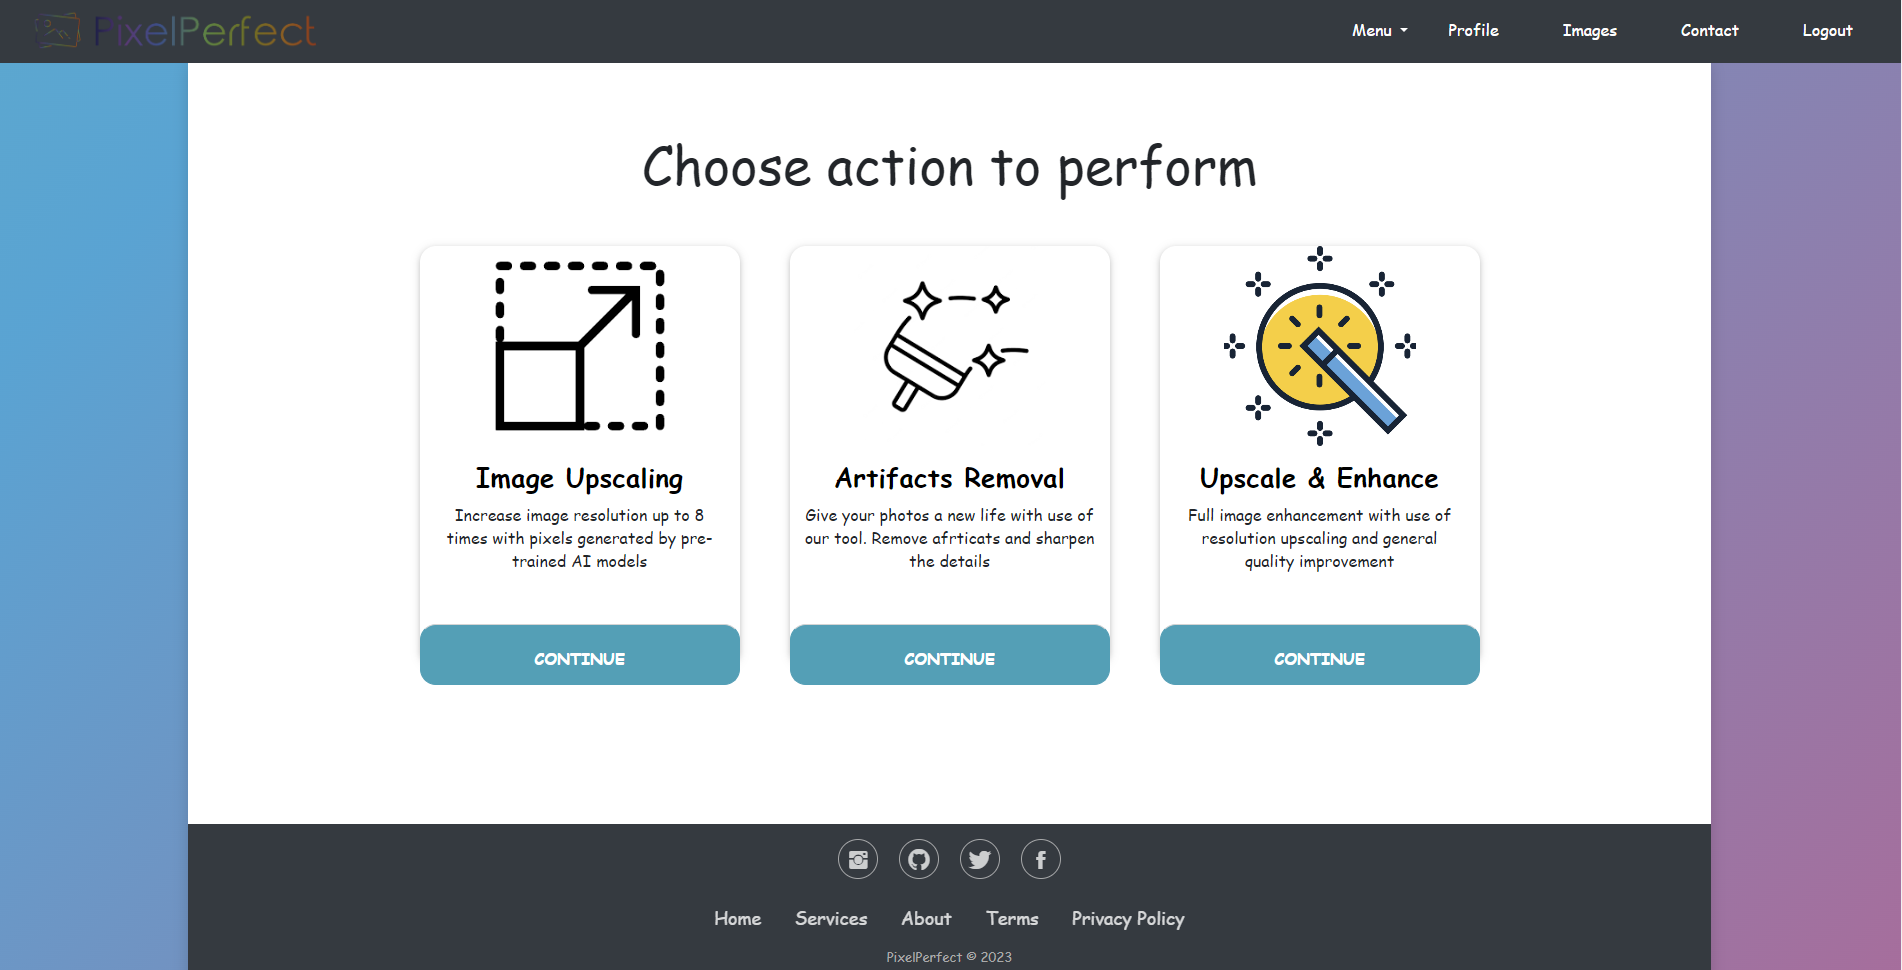 PixelPerfect
Menu Profile Images Contact Logout
Choose action to perform
Image Upscaling
Increase image resolution up to 8
times with pixels generated by pre-
trained AI models
CONTINUE
Artifacts Removal
Give your photos a new life with use of
our tool. Remove afrticats and sharpen
the details
CONTINUE
Upscale & Enhance
Full image enhancement with use of
resolution upscaling and general
quality improvement
CONTINUE
Home Services About Terms Privacy Policy
PixelPerfect © 2023